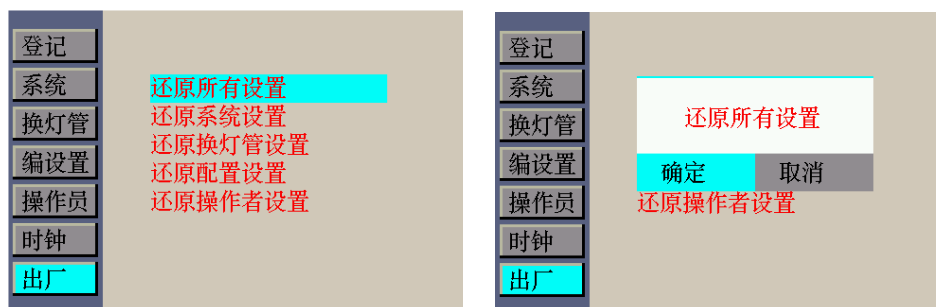 登记
系统
换灯管
编设置
操作员
时钟
出厂
还原所有设置
还原系统设置
还原换灯管设置
还原配置设置
还原操作者设置
登记
系统
换灯管
编设置
操作员
时钟
出厂
还原所有设置
确定 取消
还原操作者设置